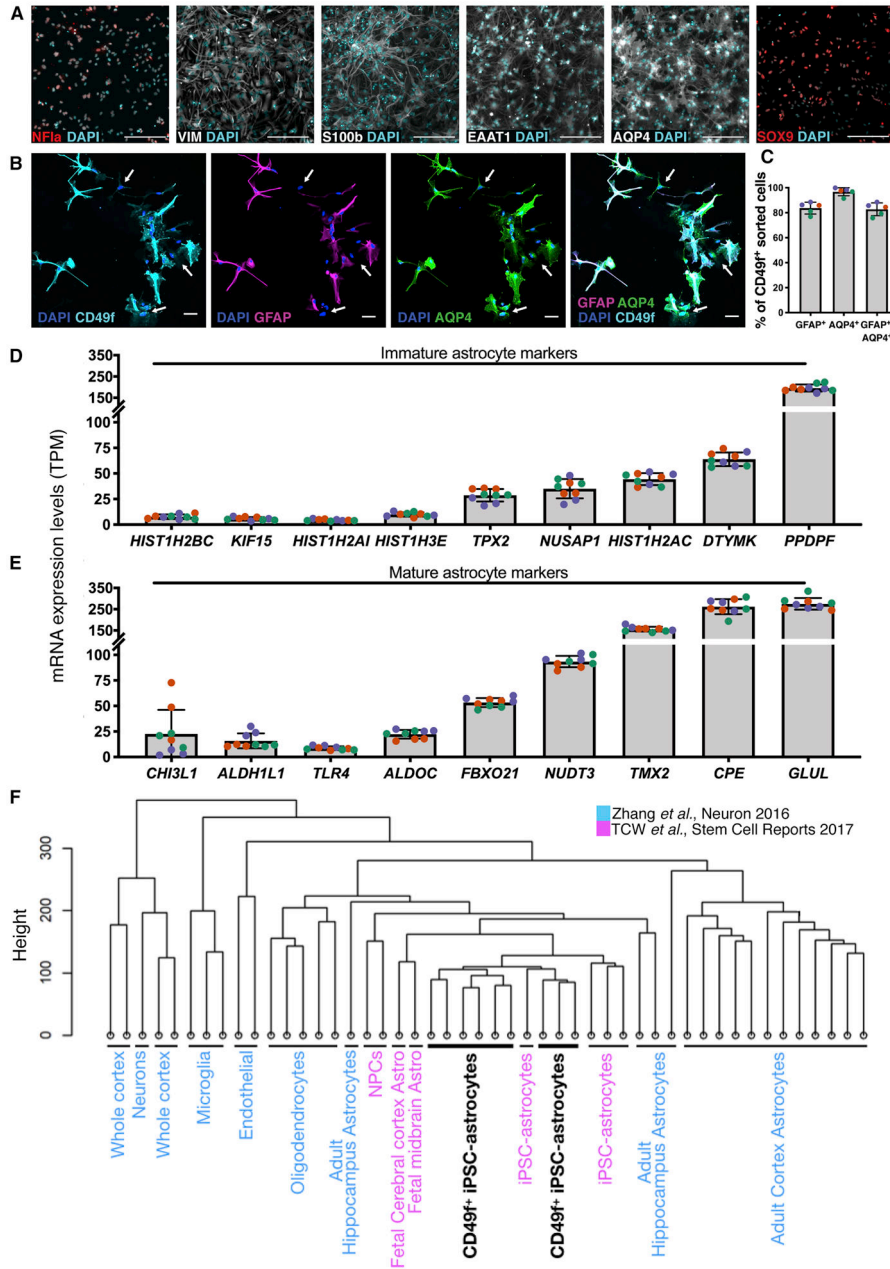 A
NFIa DAPI
VIM DAPI
S100b DAPI
EAAT1 DAPI
AQP4 DAPI
SOX9 DAPI
B
DAPI CD49f
DAPI GFAP
DAPI AQP4
GFAP AQP4
DAPI CD49f
C
% of CD49f+ sorted cells
100
80
60
40
20
0
GFAP+
AQP4+
GFAP+
AQP4+
D
Immature astrocyte markers
mRNA expression levels (TPM)
350
250
150
100
75
50
25
0
HIST1H2BC
KIF15
HIST1H2AI
HIST1H3E
TPX2
NUSAP1
HIST1H2AC
DTYMK
PPDPF
E
Mature astrocyte markers
350
250
150
100
75
50
25
0
CHI3L1
ALDH1L1
TLR4
ALDOC
FBXO21
NUDT3
TMX2
CPE
GLUL
F
Zhang et al., Neuron 2016
TCW et al., Stem Cell Reports 2017
Height
300
200
100
0
Whole cortex
Neurons
Whole cortex
Microglia
Endothelial
Oligodendrocytes
Adult
Hippocampus Astrocytes
NPCs
Fetal Cerebral cortex Astro
Fetal midbrain Astro
CD49f+ iPSC-astrocytes
iPSC-astrocytes
CD49f+ iPSC-astrocytes
iPSC-astrocytes
Adult
Hippocampus Astrocytes
Adult Cortex Astrocytes